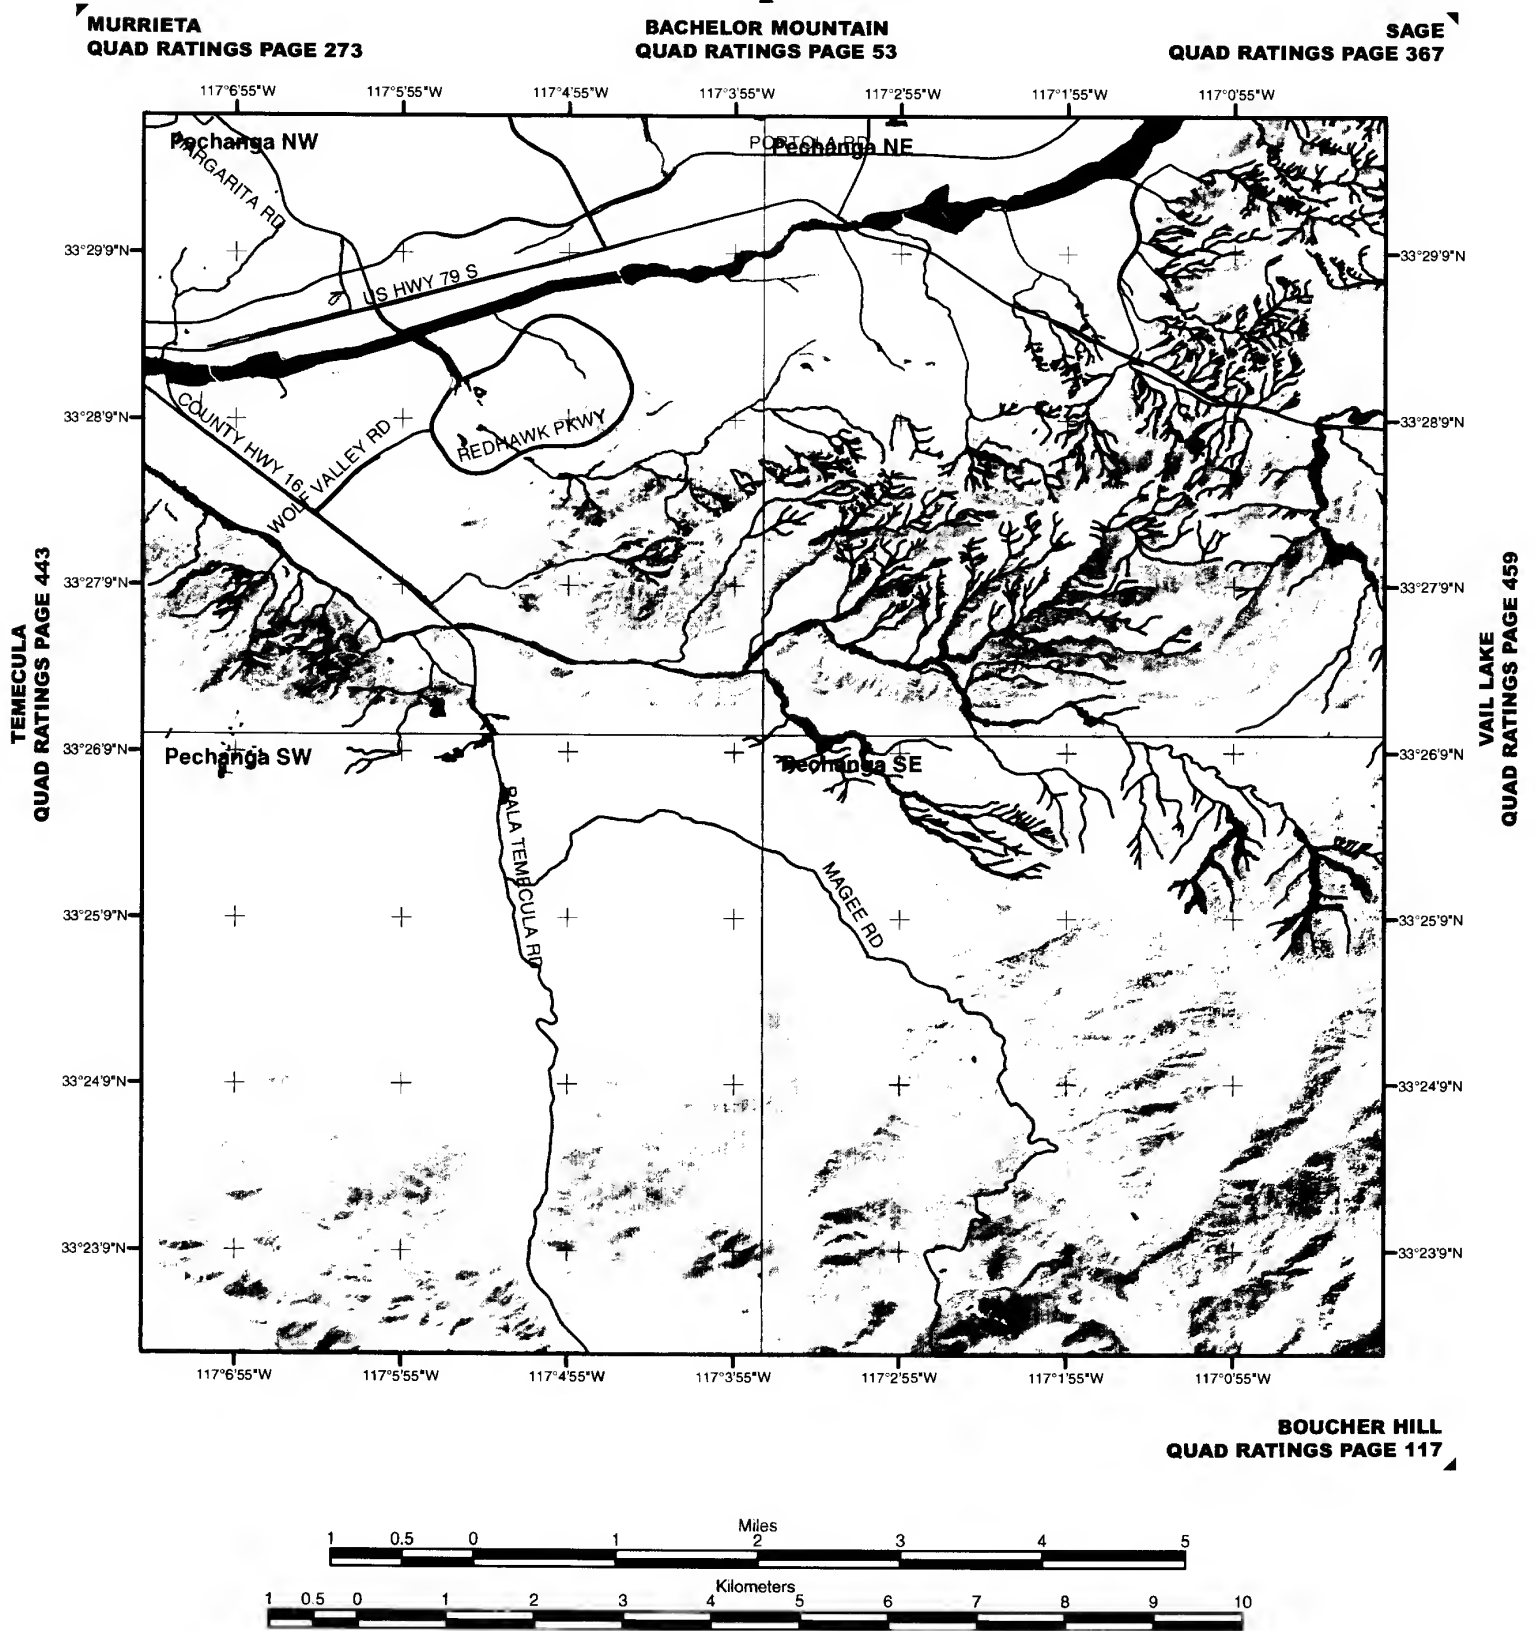 MURRIETA
QUAD RATINGS PAGE 273
BACHELOR MOUNTAIN
QUAD RATINGS PAGE 53
SAGE
QUAD RATINGS PAGE 367
117°6'55"W 117°5'55"W 117°4'55"W 117°3'55"W 117°2'55"W 117°1'55"W 117°0'55"W
Pechanga NW
PORTOLA RD
Pechanga NE
MARGARITA RD
33°29'9"N
33°29'9"N
US HWY 79 S
COUNTY HWY 16
33°28'9"N
33°28'9"N
REDHAWK PKWY
WOLF VALLEY RD
TEMECULA
QUAD RATINGS PAGE 443
33°27'9"N
33°27'9"N
VAIL LAKE
QUAD RATINGS PAGE 459
33°26'9"N
33°26'9"N
Pechanga SW
Pechanga SE
PALA TEMECULA RD
MAGEE RD
33°25'9"N
33°25'9"N
33°24'9"N
33°24'9"N
33°23'9"N
33°23'9"N
117°6'55"W 117°5'55"W 117°4'55"W 117°3'55"W 117°2'55"W 117°1'55"W 117°0'55"W
BOUCHER HILL
QUAD RATINGS PAGE 117
Miles
1 0.5 0 1 2 3 4 5
Kilometers
1 0.5 0 1 2 3 4 5 6 7 8 9 10